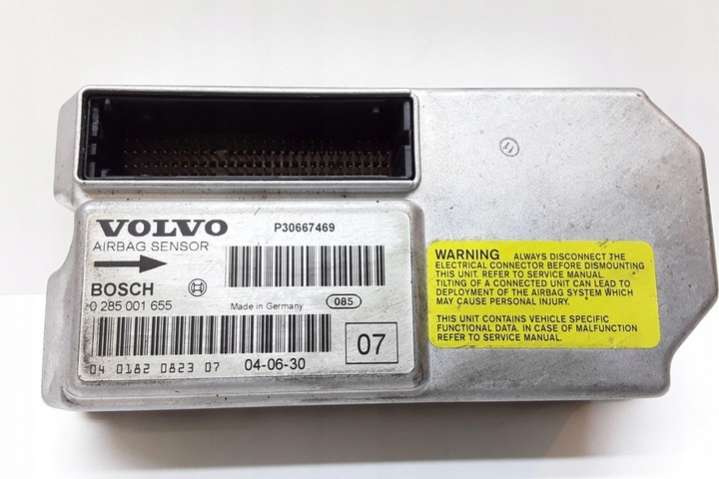 VOLVO
P30667469
AIRBAG SENSOR
BOSCH
0 285 001 655
Made in Germany
085
07
04 0182 0823 07
04-06-30
WARNING ALWAYS DISCONNECT THE
ELECTRICAL CONNECTOR BEFORE DISMOUNTING
THIS UNIT. REFER TO SERVICE MANUAL.
TILTING OF A CONNECTED UNIT CAN LEAD TO
DEPLOYMENT OF THE AIRBAG SYSTEM WHICH
MAY CAUSE PERSONAL INJURY.
THIS UNIT CONTAINS VEHICLE SPECIFIC
FUNCTIONAL DATA. IN CASE OF MALFUNCTION
REFER TO SERVICE MANUAL.